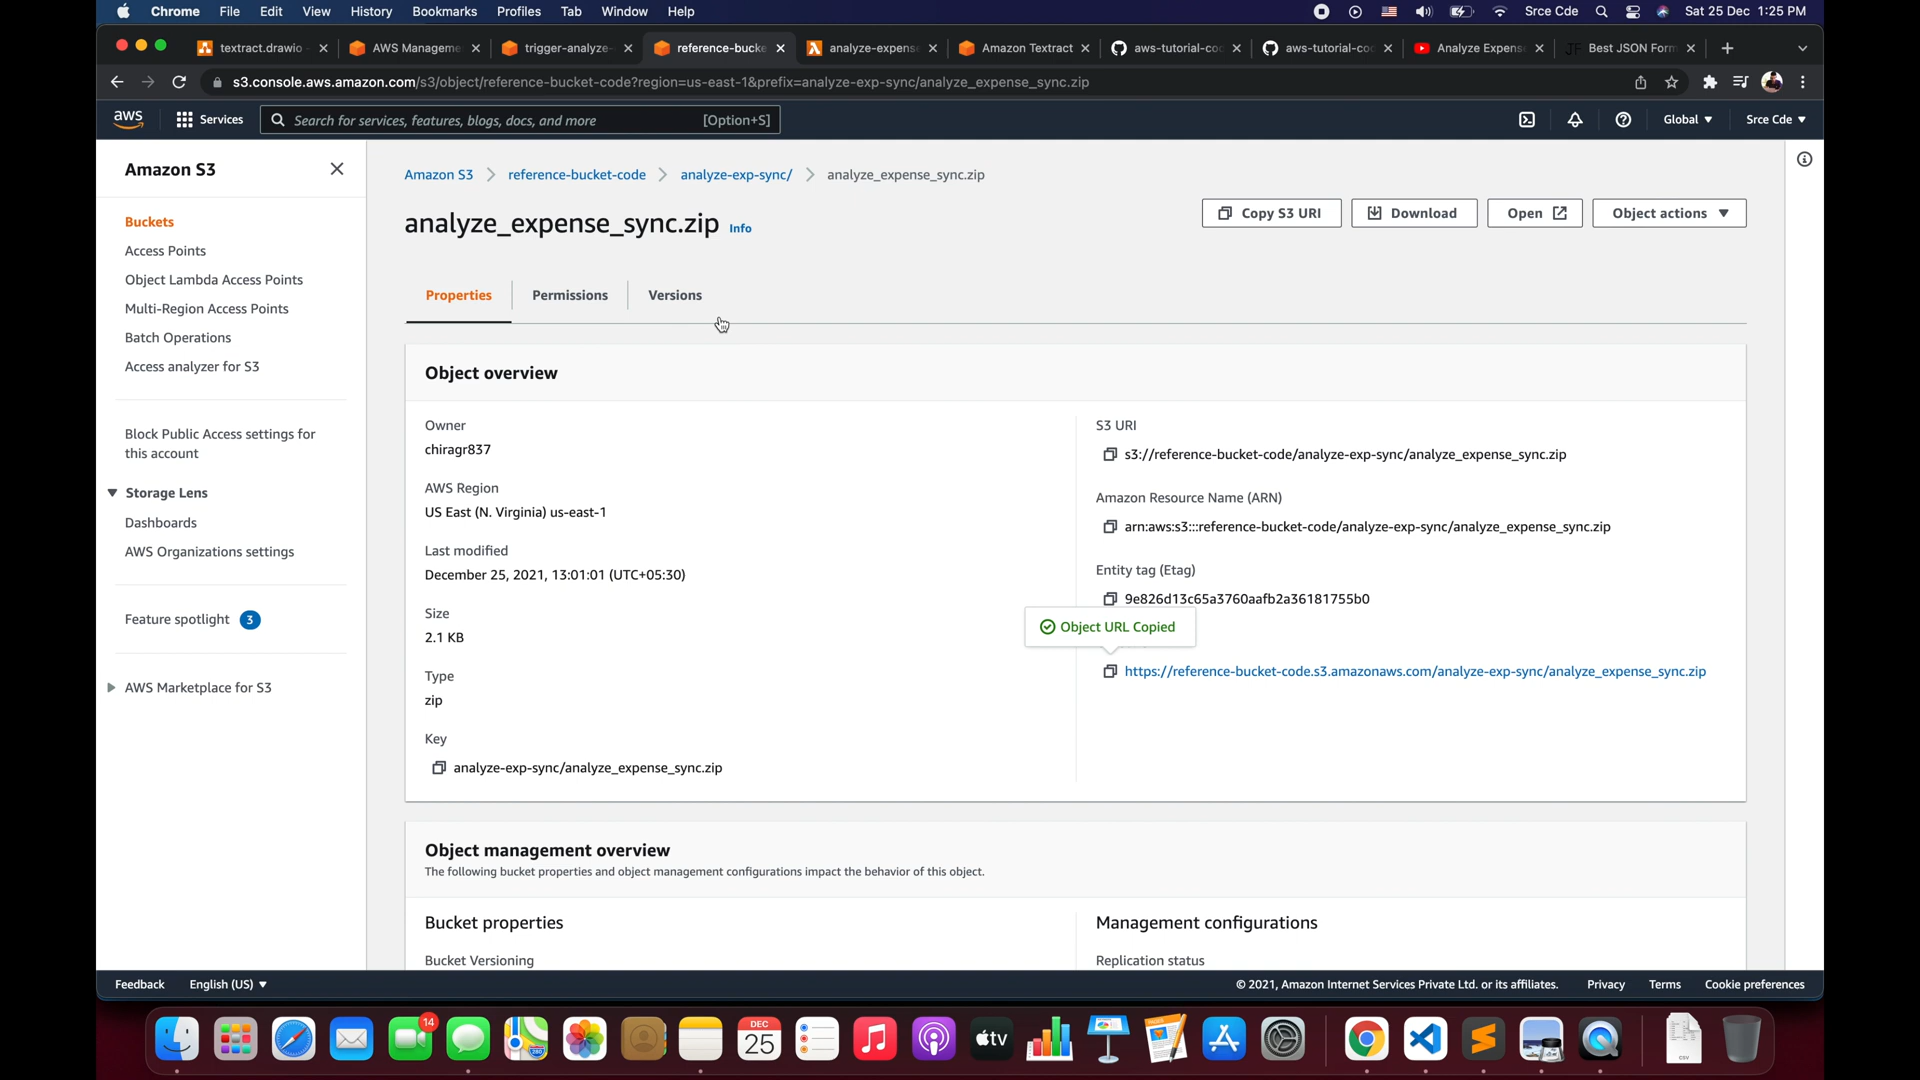 Chrome File Edit View History Bookmarks Profiles Tab Window Help Srce Cde Sat 25 Dec 1:25 PM
textract.drawio AWS Manageme trigger-analyze- reference-bucke analyze-expens Amazon Textract aws-tutorial-co aws-tutorial-co Analyze Expens JF Best JSON Form
s3.console.aws.amazon.com/s3/object/reference-bucket-code?region=us-east-1&prefix=analyze-exp-sync/analyze_expense_sync.zip
aws Services Search for services, features, blogs, docs, and more [Option+S] Global Srce Cde
Amazon S3
Buckets
Access Points
Object Lambda Access Points
Multi-Region Access Points
Batch Operations
Access analyzer for S3
Block Public Access settings for
this account
Storage Lens
Dashboards
AWS Organizations settings
Feature spotlight 3
AWS Marketplace for S3
Amazon S3 reference-bucket-code analyze-exp-sync/ analyze_expense_sync.zip
analyze_expense_sync.zip Info
Copy S3 URI Download Open Object actions
Properties Permissions Versions
Object overview
Owner
chiragr837
AWS Region
US East (N. Virginia) us-east-1
Last modified
December 25, 2021, 13:01:01 (UTC+05:30)
Size
2.1 KB
Type
zip
Key
analyze-exp-sync/analyze_expense_sync.zip
S3 URI
s3://reference-bucket-code/analyze-exp-sync/analyze_expense_sync.zip
Amazon Resource Name (ARN)
arn:aws:s3:::reference-bucket-code/analyze-exp-sync/analyze_expense_sync.zip
Entity tag (Etag)
9e826d13c65a3760aafb2a36181755b0
Object URL Copied
https://reference-bucket-code.s3.amazonaws.com/analyze-exp-sync/analyze_expense_sync.zip
Object management overview
The following bucket properties and object management configurations impact the behavior of this object.
Bucket properties
Bucket Versioning
Management configurations
Replication status
Feedback English (US) © 2021, Amazon Internet Services Private Ltd. or its affiliates. Privacy Terms Cookie preferences
14
280
DEC
25
tv
CSV